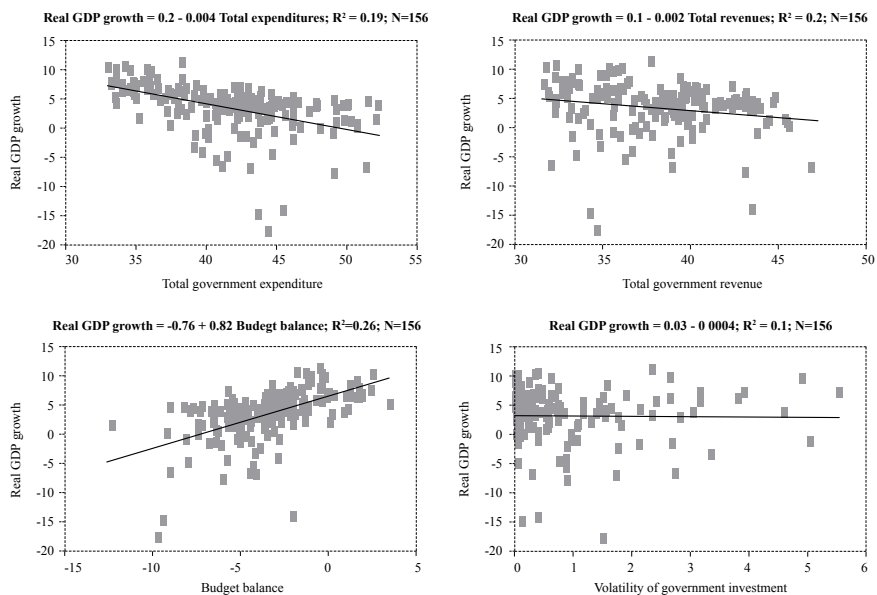 Real GDP growth = 0.2 - 0.004 Total expenditures; R² = 0.19; N=156
15
10
5
0
-5
-10
-15
-20
Real GDP growth
30 35 40 45 50 55
Total government expenditure
Real GDP growth = 0.1 - 0.002 Total revenues; R² = 0.2; N=156
15
10
5
0
-5
-10
-15
-20
Real GDP growth
30 35 40 45 50
Total government revenue
Real GDP growth = -0.76 + 0.82 Budegt balance; R²=0.26; N=156
15
10
5
0
-5
-10
-15
-20
Real GDP growth
-15 -10 -5 0 5
Budget balance
Real GDP growth = 0.03 - 0 0004; R² = 0.1; N=156
15
10
5
0
-5
-10
-15
-20
Real GDP growth
0 1 2 3 4 5 6
Volatility of government investment